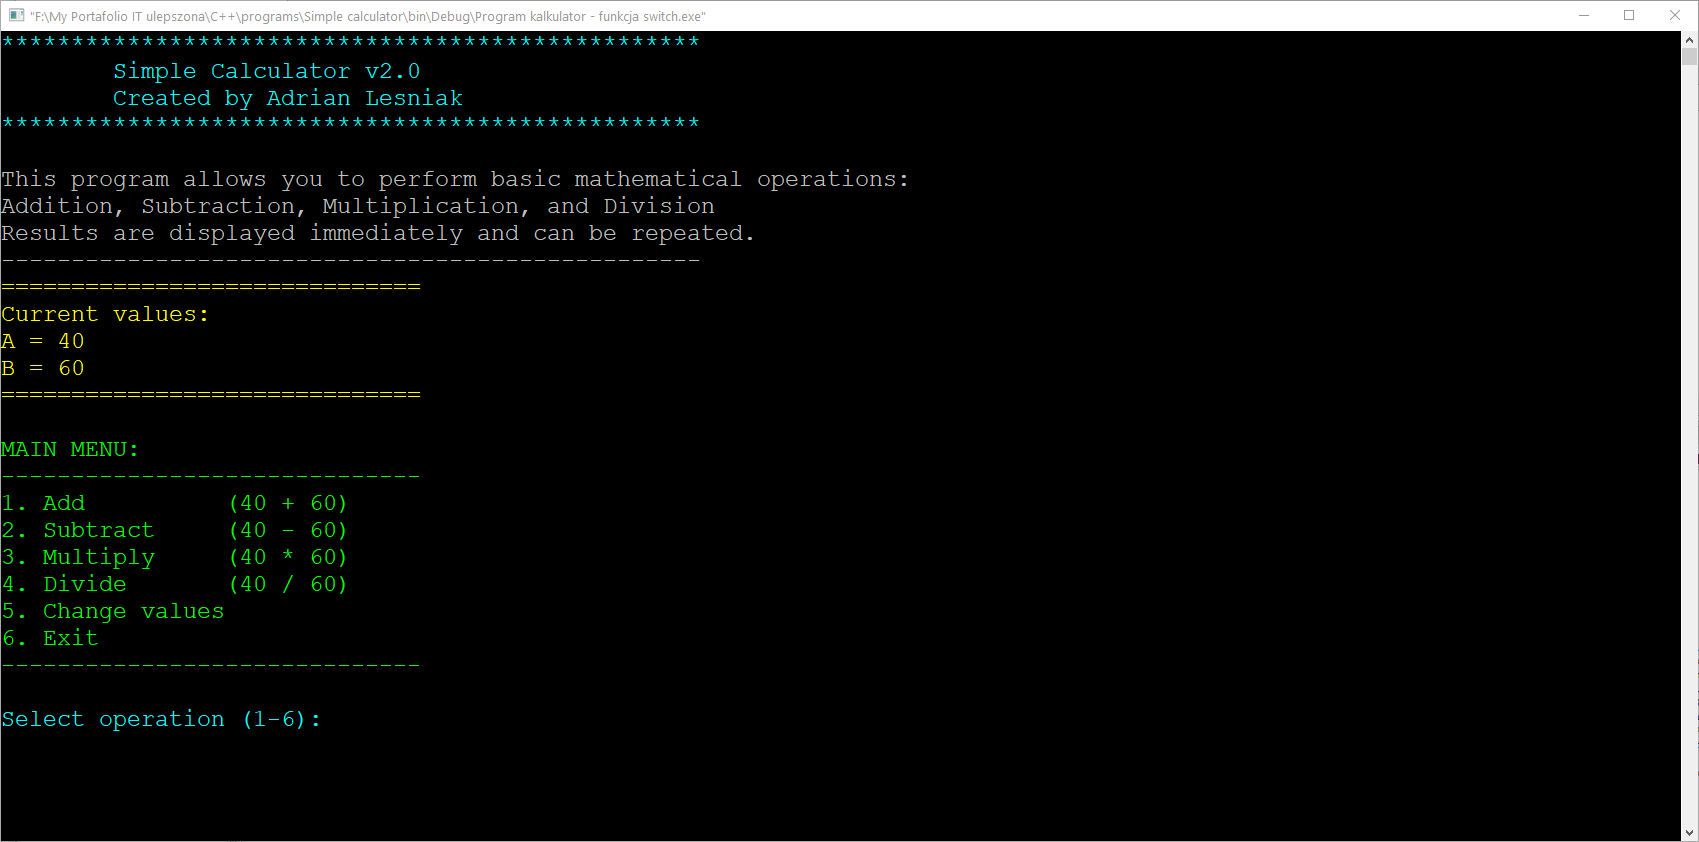 "F:\My Portafolio IT ulepszona\C++\programs\Simple calculator\bin\Debug\Program kalkulator - funkcja switch.exe"
**************************************************
Simple Calculator v2.0
Created by Adrian Lesniak
**************************************************
This program allows you to perform basic mathematical operations:
Addition, Subtraction, Multiplication, and Division
Results are displayed immediately and can be repeated.
--------------------------------------------------
==============================
Current values:
A = 40
B = 60
==============================
MAIN MENU:
------------------------------
1. Add (40 + 60)
2. Subtract (40 - 60)
3. Multiply (40 * 60)
4. Divide (40 / 60)
5. Change values
6. Exit
------------------------------
Select operation (1-6):